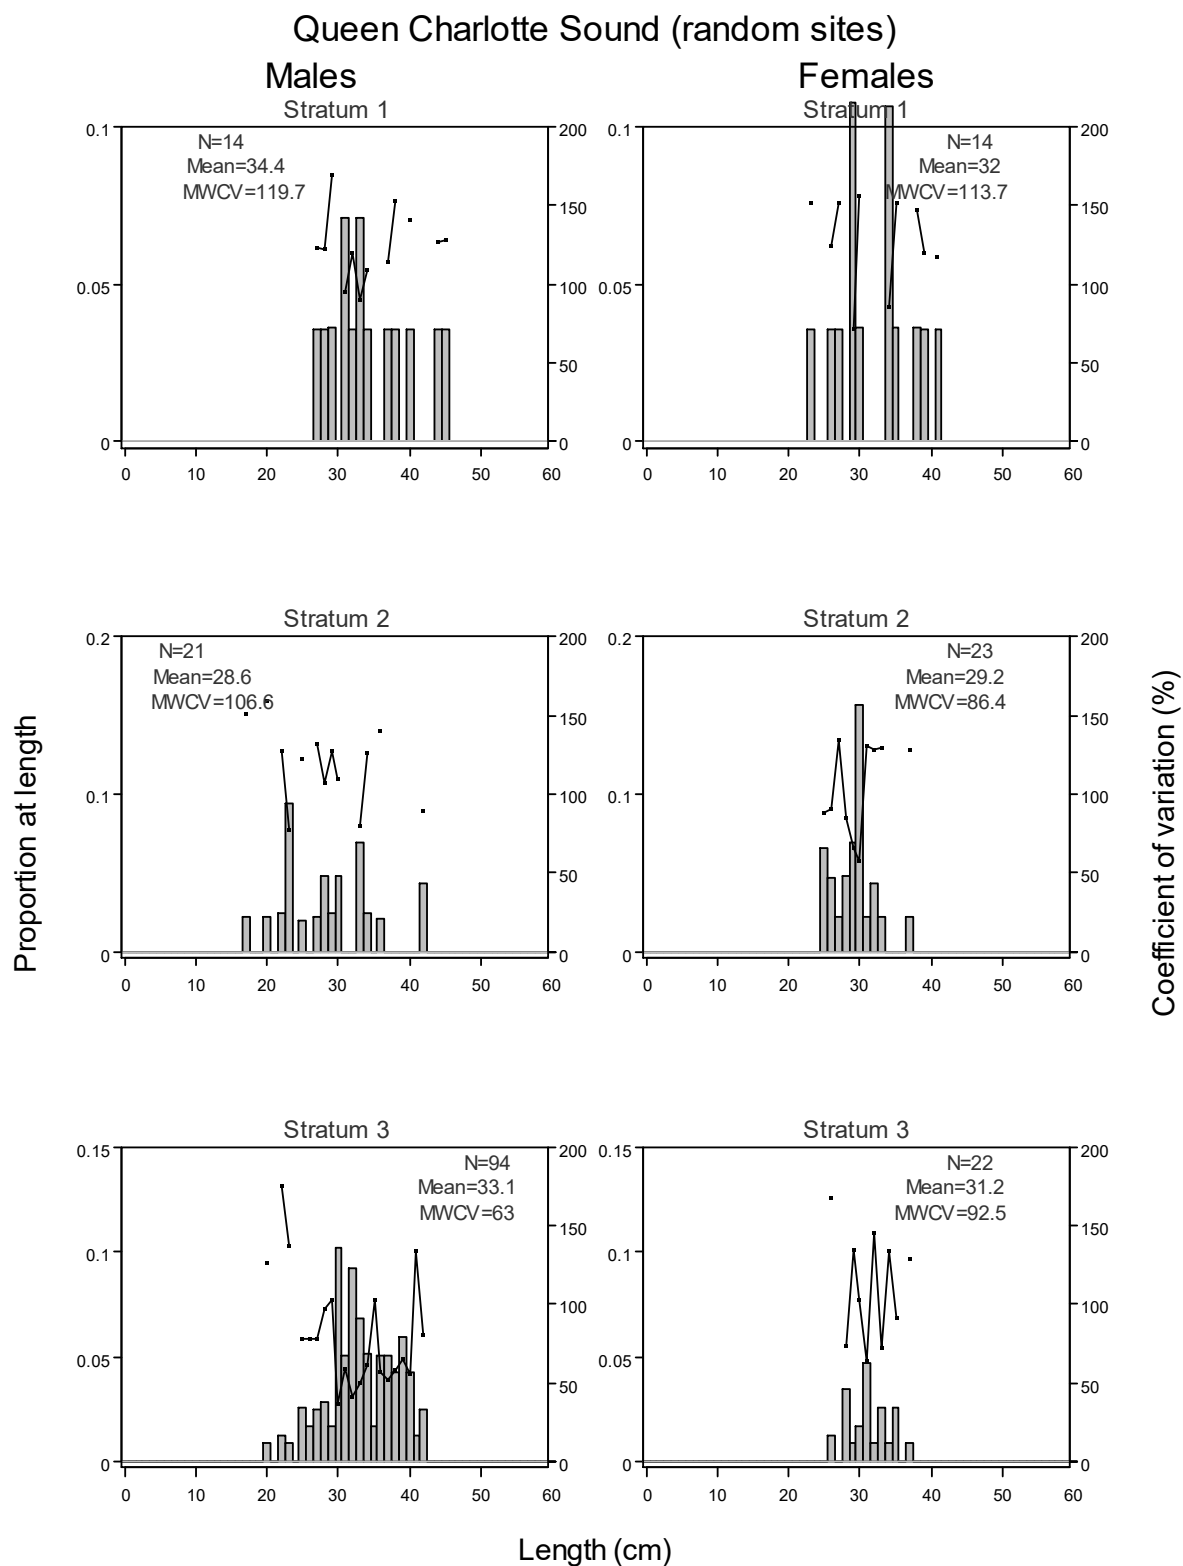 Queen Charlotte Sound (random sites)
Males
Females
Stratum 1
Stratum 1
0.1
0.05
0
N=14
Mean=34.4
MWCV=119.7
200
150
100
50
0
0 10 20 30 40 50 60
0.1
0.05
0
N=14
Mean=32
MWCV=113.7
200
150
100
50
0
0 10 20 30 40 50 60
Proportion at length
Stratum 2
Stratum 2
0.2
0.1
0
N=21
Mean=28.6
MWCV=106.6
200
150
100
50
0
0 10 20 30 40 50 60
0.2
0.1
0
N=23
Mean=29.2
MWCV=86.4
200
150
100
50
0
0 10 20 30 40 50 60
Coefficient of variation (%)
Stratum 3
Stratum 3
0.15
0.1
0.05
0
N=94
Mean=33.1
MWCV=63
200
150
100
50
0
0 10 20 30 40 50 60
0.15
0.1
0.05
0
N=22
Mean=31.2
MWCV=92.5
200
150
100
50
0
0 10 20 30 40 50 60
Length (cm)